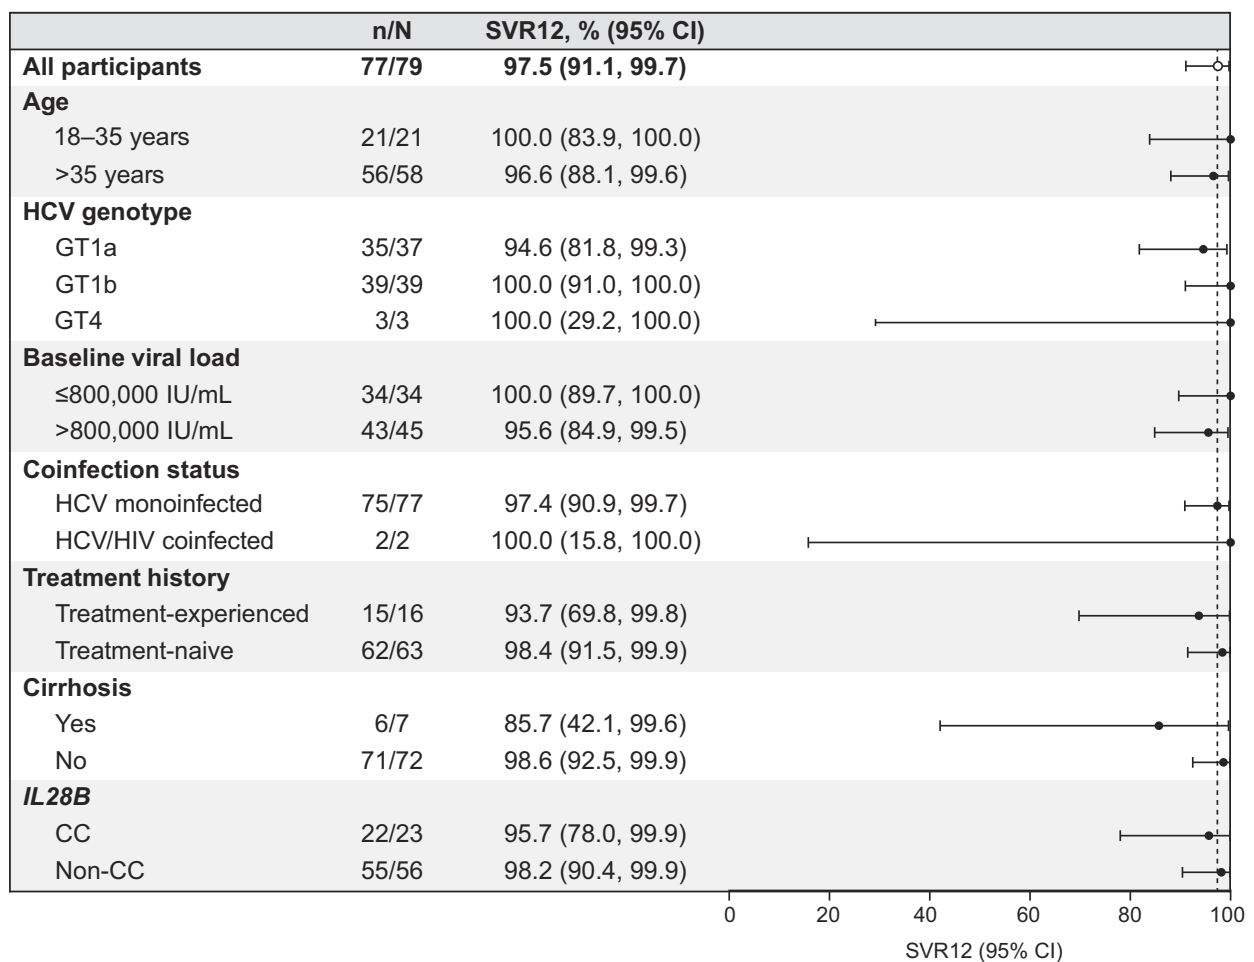 n/N SVR12, % (95% CI)
All participants 77/79 97.5 (91.1, 99.7)
Age
18–35 years 21/21 100.0 (83.9, 100.0)
>35 years 56/58 96.6 (88.1, 99.6)
HCV genotype
GT1a 35/37 94.6 (81.8, 99.3)
GT1b 39/39 100.0 (91.0, 100.0)
GT4 3/3 100.0 (29.2, 100.0)
Baseline viral load
≤800,000 IU/mL 34/34 100.0 (89.7, 100.0)
>800,000 IU/mL 43/45 95.6 (84.9, 99.5)
Coinfection status
HCV monoinfected 75/77 97.4 (90.9, 99.7)
HCV/HIV coinfected 2/2 100.0 (15.8, 100.0)
Treatment history
Treatment-experienced 15/16 93.7 (69.8, 99.8)
Treatment-naive 62/63 98.4 (91.5, 99.9)
Cirrhosis
Yes 6/7 85.7 (42.1, 99.6)
No 71/72 98.6 (92.5, 99.9)
IL28B
CC 22/23 95.7 (78.0, 99.9)
Non-CC 55/56 98.2 (90.4, 99.9)
0 20 40 60 80 100
SVR12 (95% CI)